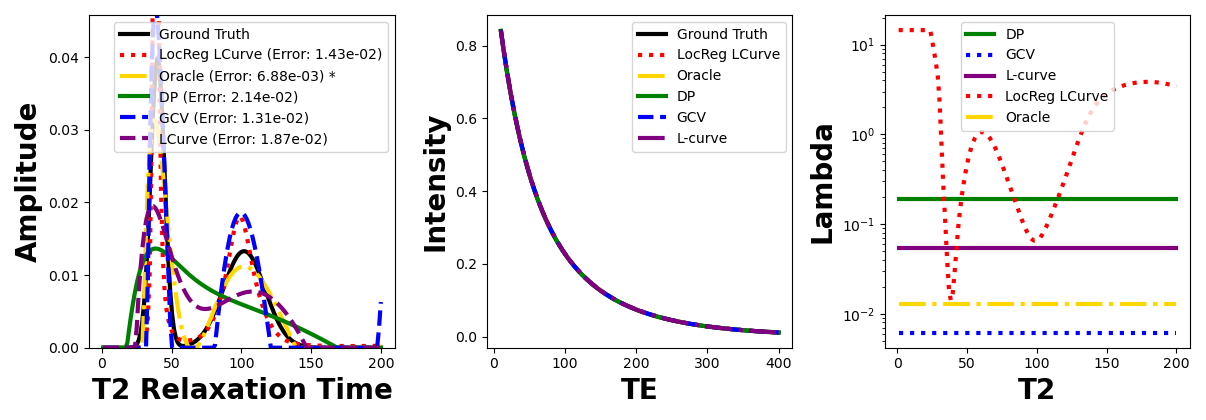 Amplitude
0.04
0.03
0.02
0.01
0.00
0
50
100
150
200
T2 Relaxation Time
Ground Truth
LocReg LCurve (Error: 1.43e-02)
Oracle (Error: 6.88e-03) *
DP (Error: 2.14e-02)
GCV (Error: 1.31e-02)
LCurve (Error: 1.87e-02)
Intensity
0.8
0.6
0.4
0.2
0.0
0
100
200
300
400
TE
Ground Truth
LocReg LCurve
Oracle
DP
GCV
L-curve
Lambda
10¹
10⁰
10⁻¹
10⁻²
0
50
100
150
200
T2
DP
GCV
L-curve
LocReg LCurve
Oracle